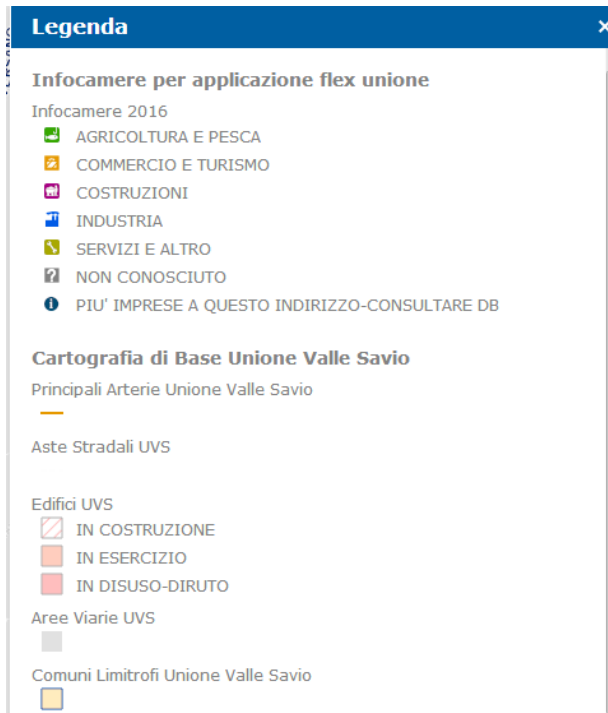 Legenda
Infocamere per applicazione flex unione
Infocamere 2016
AGRICOLTURA E PESCA
COMMERCIO E TURISMO
COSTRUZIONI
INDUSTRIA
SERVIZI E ALTRO
? NON CONOSCIUTO
i PIU' IMPRESE A QUESTO INDIRIZZO-CONSULTARE DB
Cartografia di Base Unione Valle Savio
Principali Arterie Unione Valle Savio
Aste Stradali UVS
Edifici UVS
IN COSTRUZIONE
IN ESERCIZIO
IN DISUSO-DIRUTO
Aree Viarie UVS
Comuni Limitrofi Unione Valle Savio